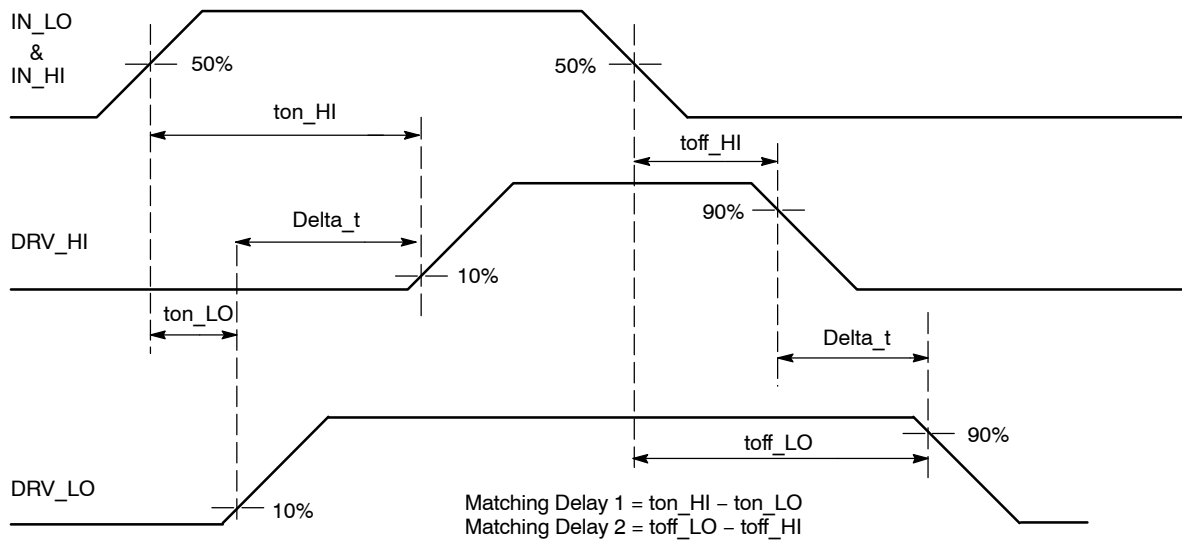 IN_LO
&
IN_HI
50%
50%
ton_HI
toff_HI
DRV_HI
Delta_t
90%
10%
ton_LO
Delta_t
DRV_LO
10%
toff_LO
90%
Matching Delay 1 = ton_HI − ton_LO
Matching Delay 2 = toff_LO − toff_HI